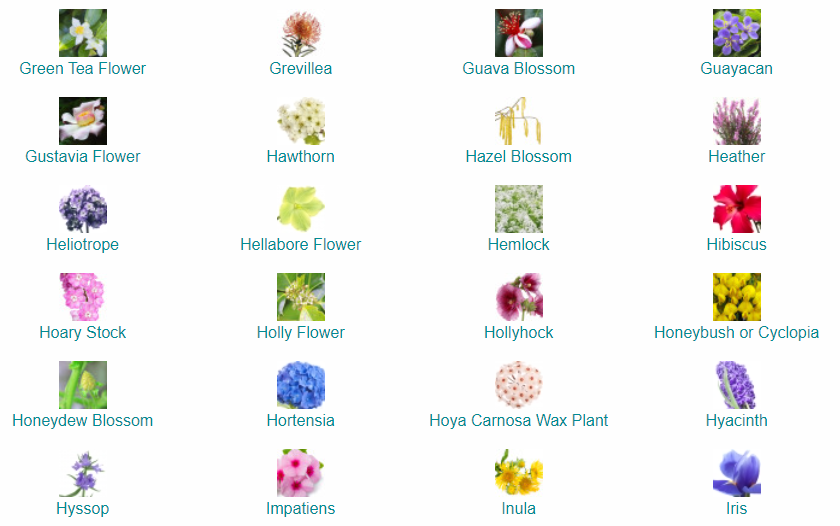 Green Tea Flower
Grevillea
Guava Blossom
Guayacan
Gustavia Flower
Hawthorn
Hazel Blossom
Heather
Heliotrope
Hellabore Flower
Hemlock
Hibiscus
Hoary Stock
Holly Flower
Hollyhock
Honeybush or Cyclopia
Honeydew Blossom
Hortensia
Hoya Carnosa Wax Plant
Hyacinth
Hyssop
Impatiens
Inula
Iris